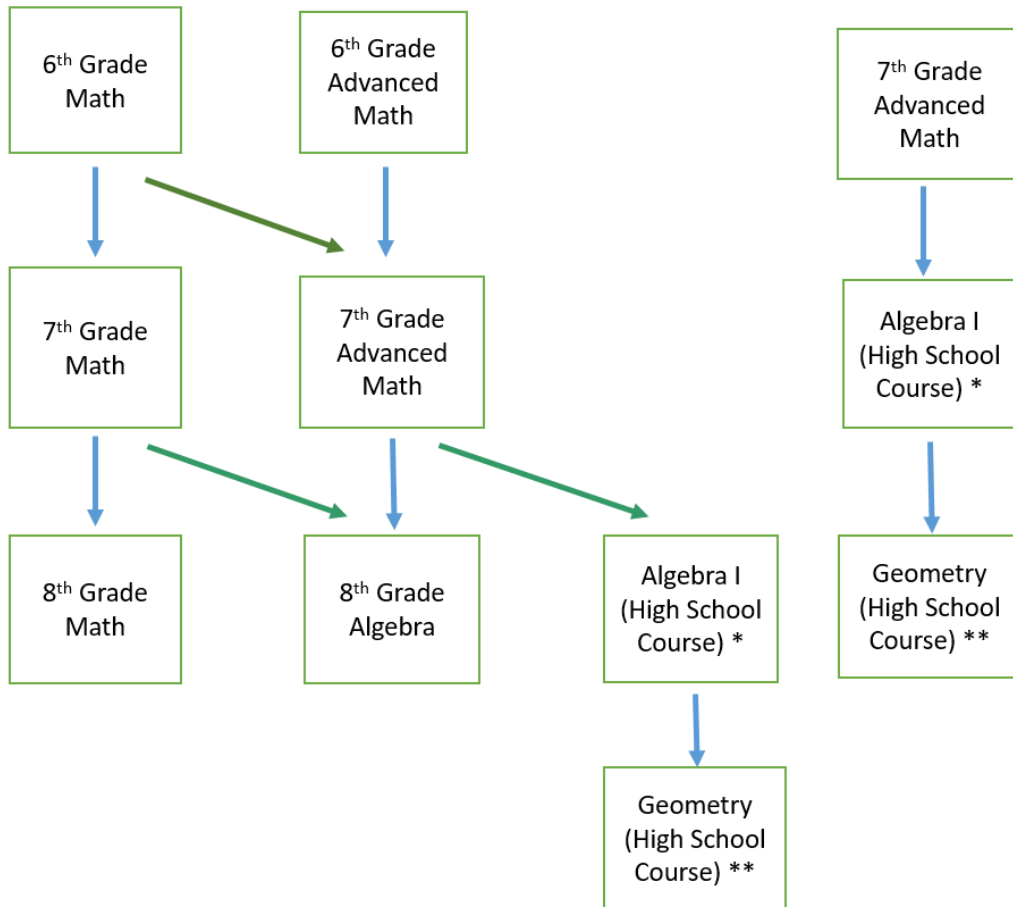 6th Grade
Math
6th Grade
Advanced
Math
7th Grade
Advanced
Math
7th Grade
Math
7th Grade
Advanced
Math
Algebra I
(High School
Course) *
8th Grade
Math
8th Grade
Algebra
Algebra I
(High School
Course) *
Geometry
(High School
Course) **
Geometry
(High School
Course) **